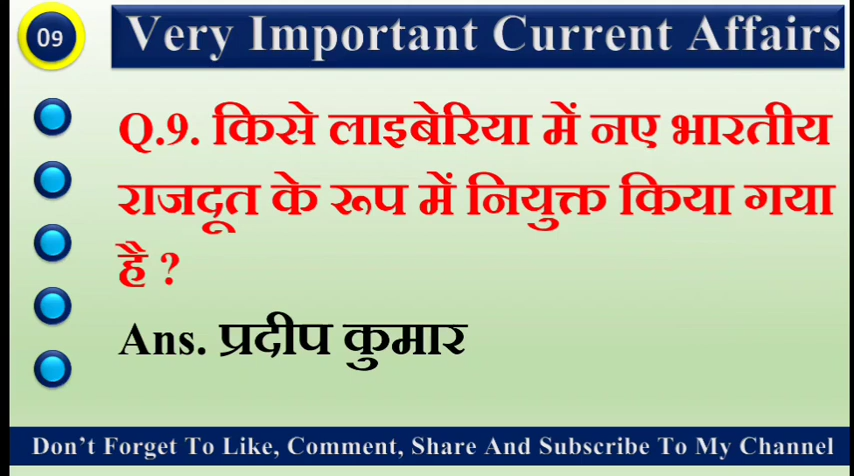 09
Very Important Current Affairs
Q.9. किसे लाइबेरिया में नए भारतीय
राजदूत के रूप में नियुक्त किया गया
है ?
Ans. प्रदीप कुमार
Don't Forget To Like, Comment, Share And Subscribe To My Channel